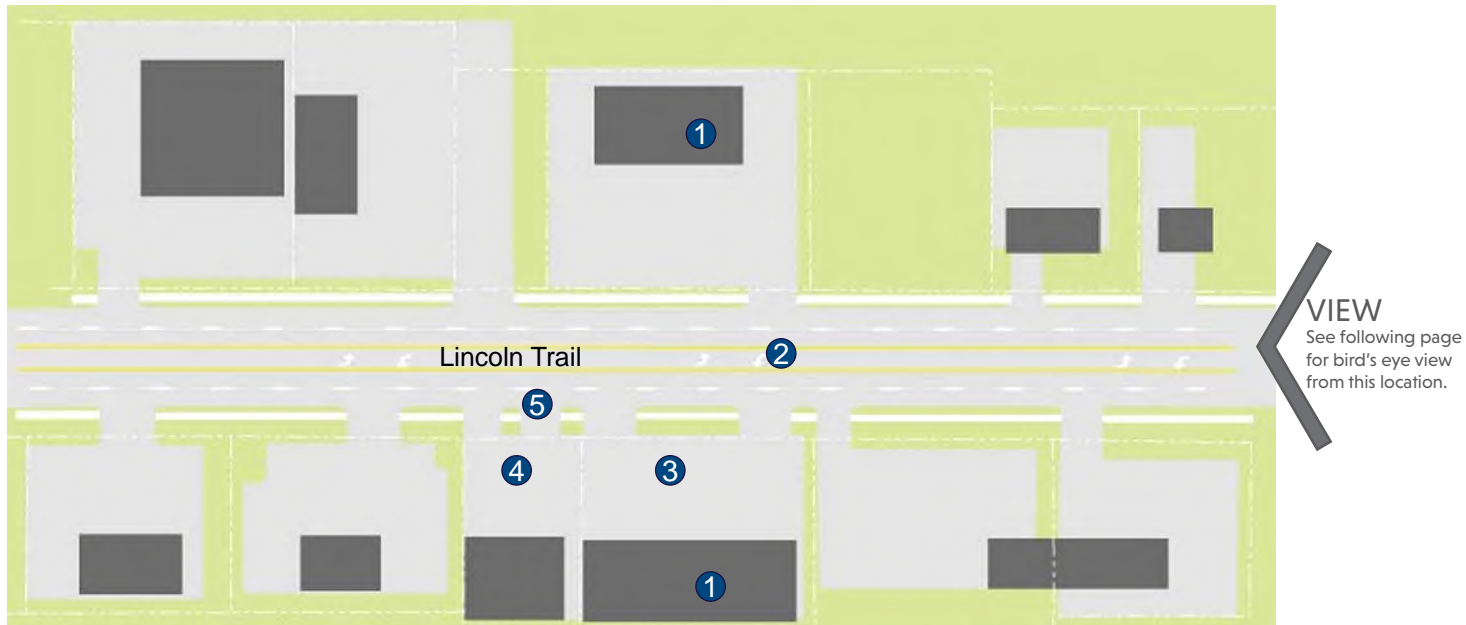 1
Lincoln Trail
2
5
4
3
1
VIEW
See following page
for bird's eye view
from this location.